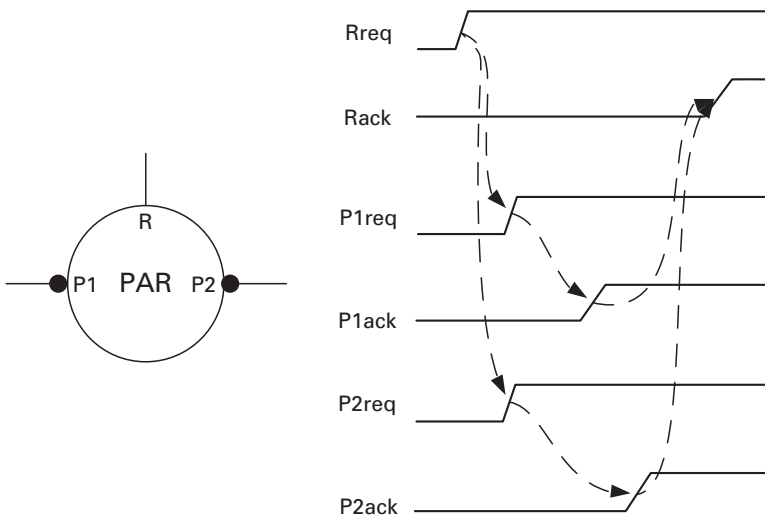 R
P1 PAR P2
Rreq
Rack
P1req
P1ack
P2req
P2ack